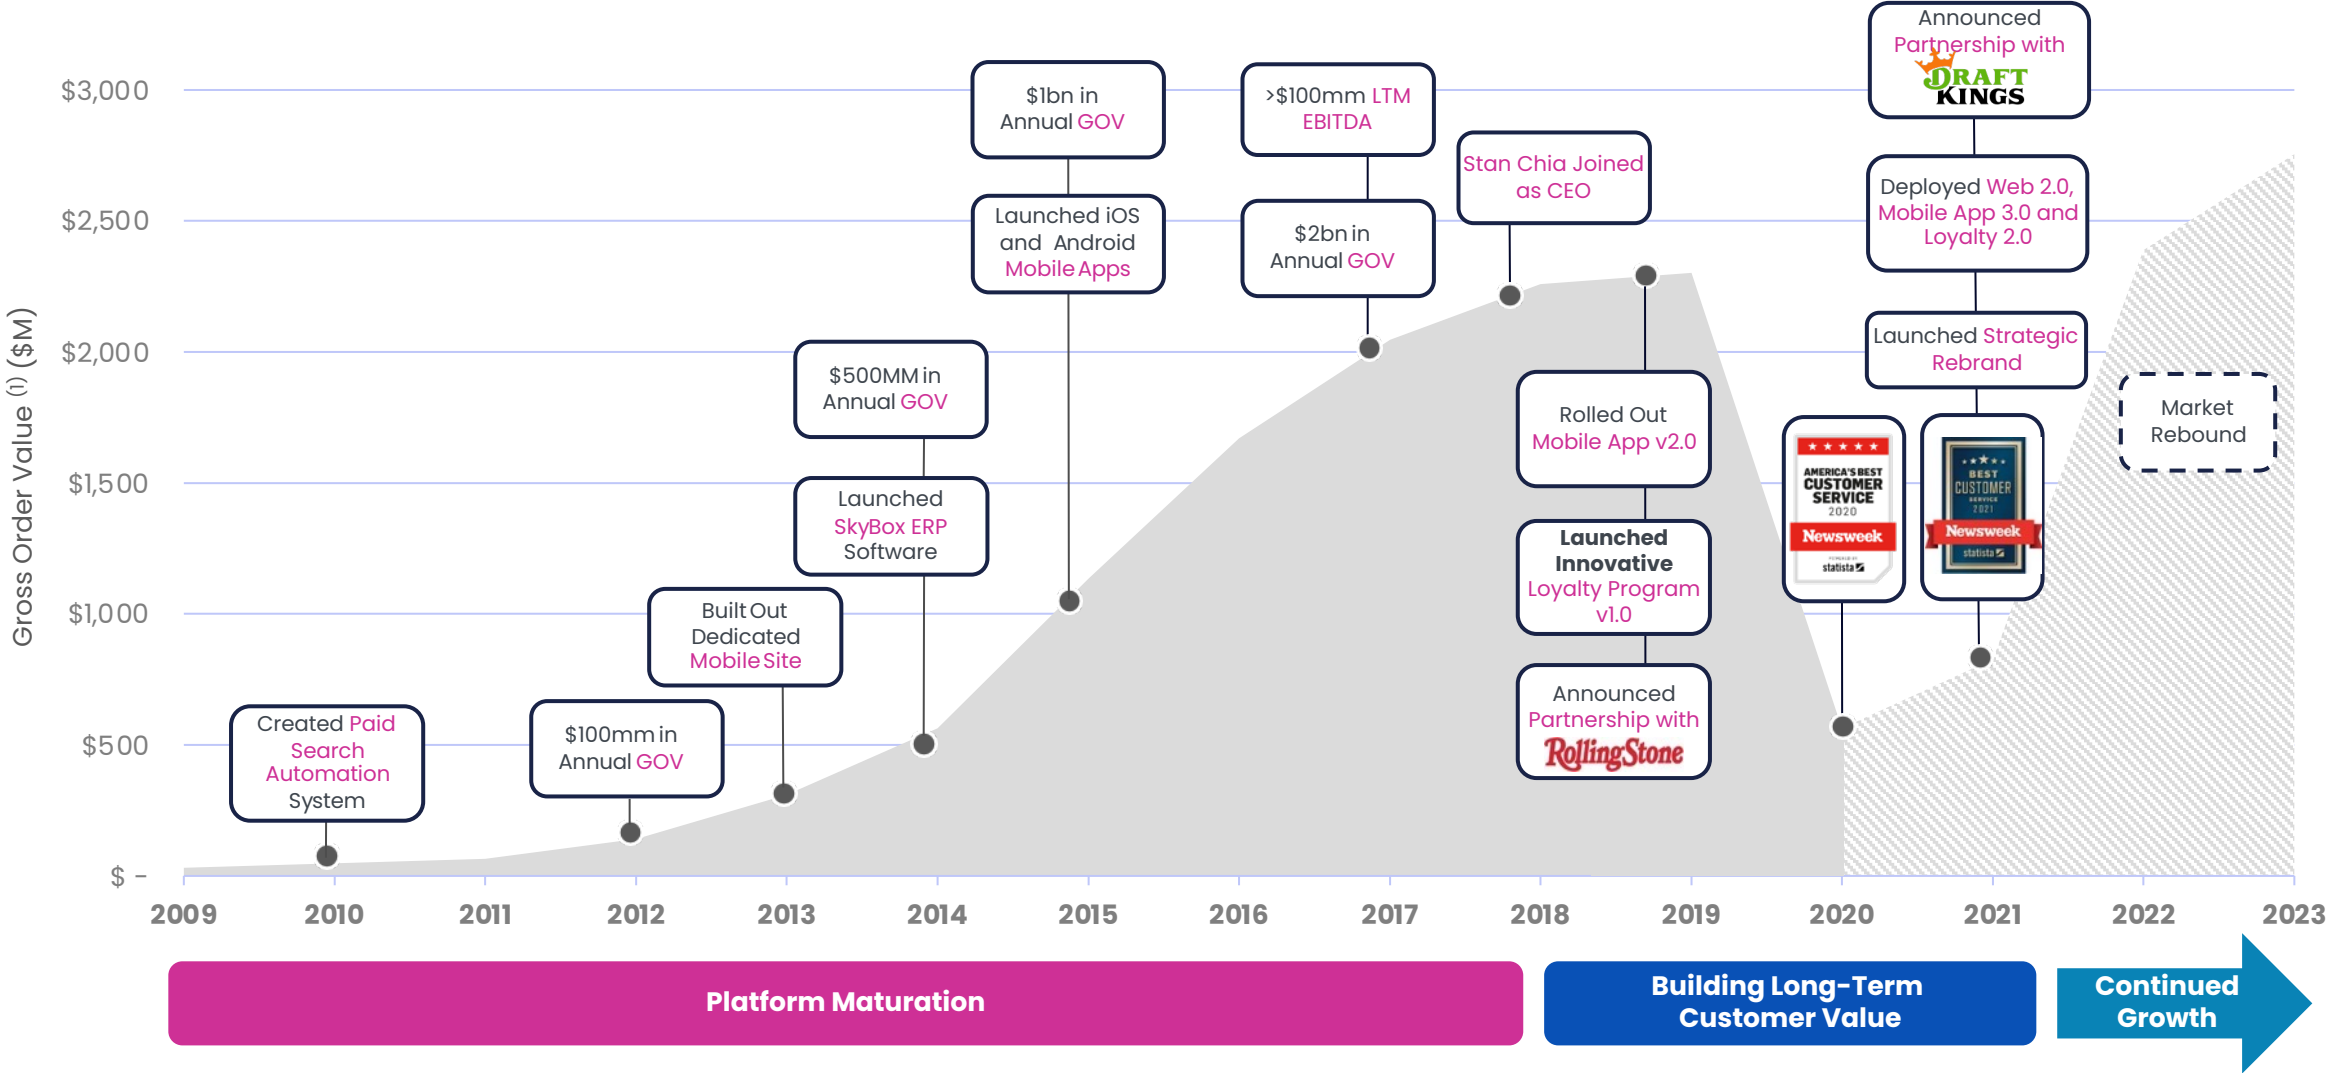 Gross Order Value (1) ($M)
$3,000
$2,500
$2,000
$1,500
$1,000
$500
$ -
Created Paid
Search
Automation
System
$100mm in
Annual GOV
Built Out
Dedicated
Mobile Site
$500MM in
Annual GOV
Launched
SkyBox ERP
Software
$1bn in
Annual GOV
Launched iOS
and Android
Mobile Apps
>$100mm LTM
EBITDA
$2bn in
Annual GOV
Stan Chia Joined
as CEO
Rolled Out
Mobile App v2.0
Launched
Innovative
Loyalty Program
v1.0
Announced
Partnership with
RollingStone
AMERICA'S BEST
CUSTOMER
SERVICE
2020
Newsweek
POWERED BY
statista
Announced
Partnership with
DRAFT
KINGS
Deployed Web 2.0,
Mobile App 3.0 and
Loyalty 2.0
Launched Strategic
Rebrand
BEST
CUSTOMER
SERVICE
2021
Newsweek
statista
Market
Rebound
2009 2010 2011 2012 2013 2014 2015 2016 2017 2018 2019 2020 2021 2022 2023
Platform Maturation
Building Long-Term
Customer Value
Continued
Growth